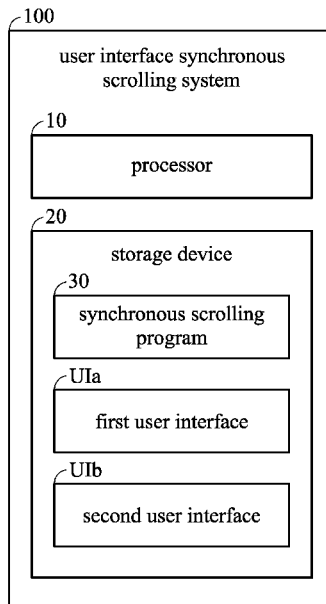 100
user interface synchronous
scrolling system
10
processor
20
storage device
30
synchronous scrolling
program
UIa
first user interface
UIb
second user interface